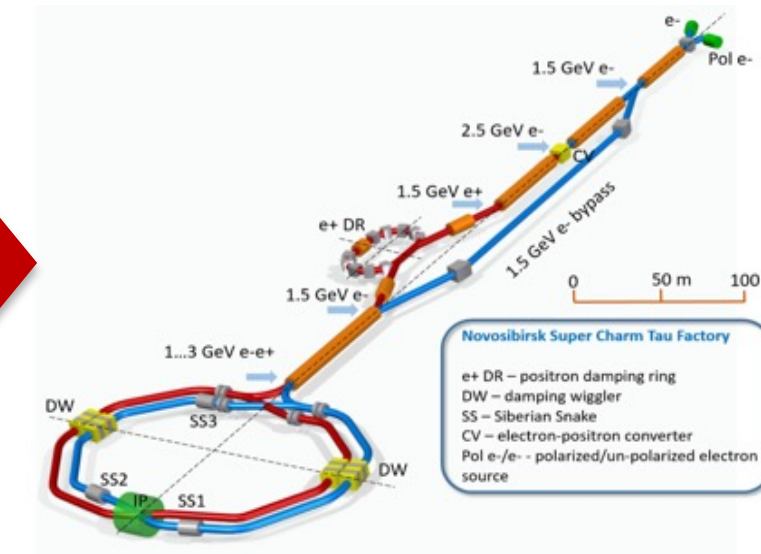 e-
Pol e-
1.5 GeV e-
2.5 GeV e-
CV
1.5 GeV e+
e+ DR
1.5 GeV e- bypass
0 50 m 100
1.5 GeV e-
1...3 GeV e-e+
DW
SS3
DW
SS2
IP
SS1
Novosibirsk Super Charm Tau Factory
e+ DR – positron damping ring
DW – damping wiggler
SS – Siberian Snake
CV – electron-positron converter
Pol e-/e- - polarized/un-polarized electron
source